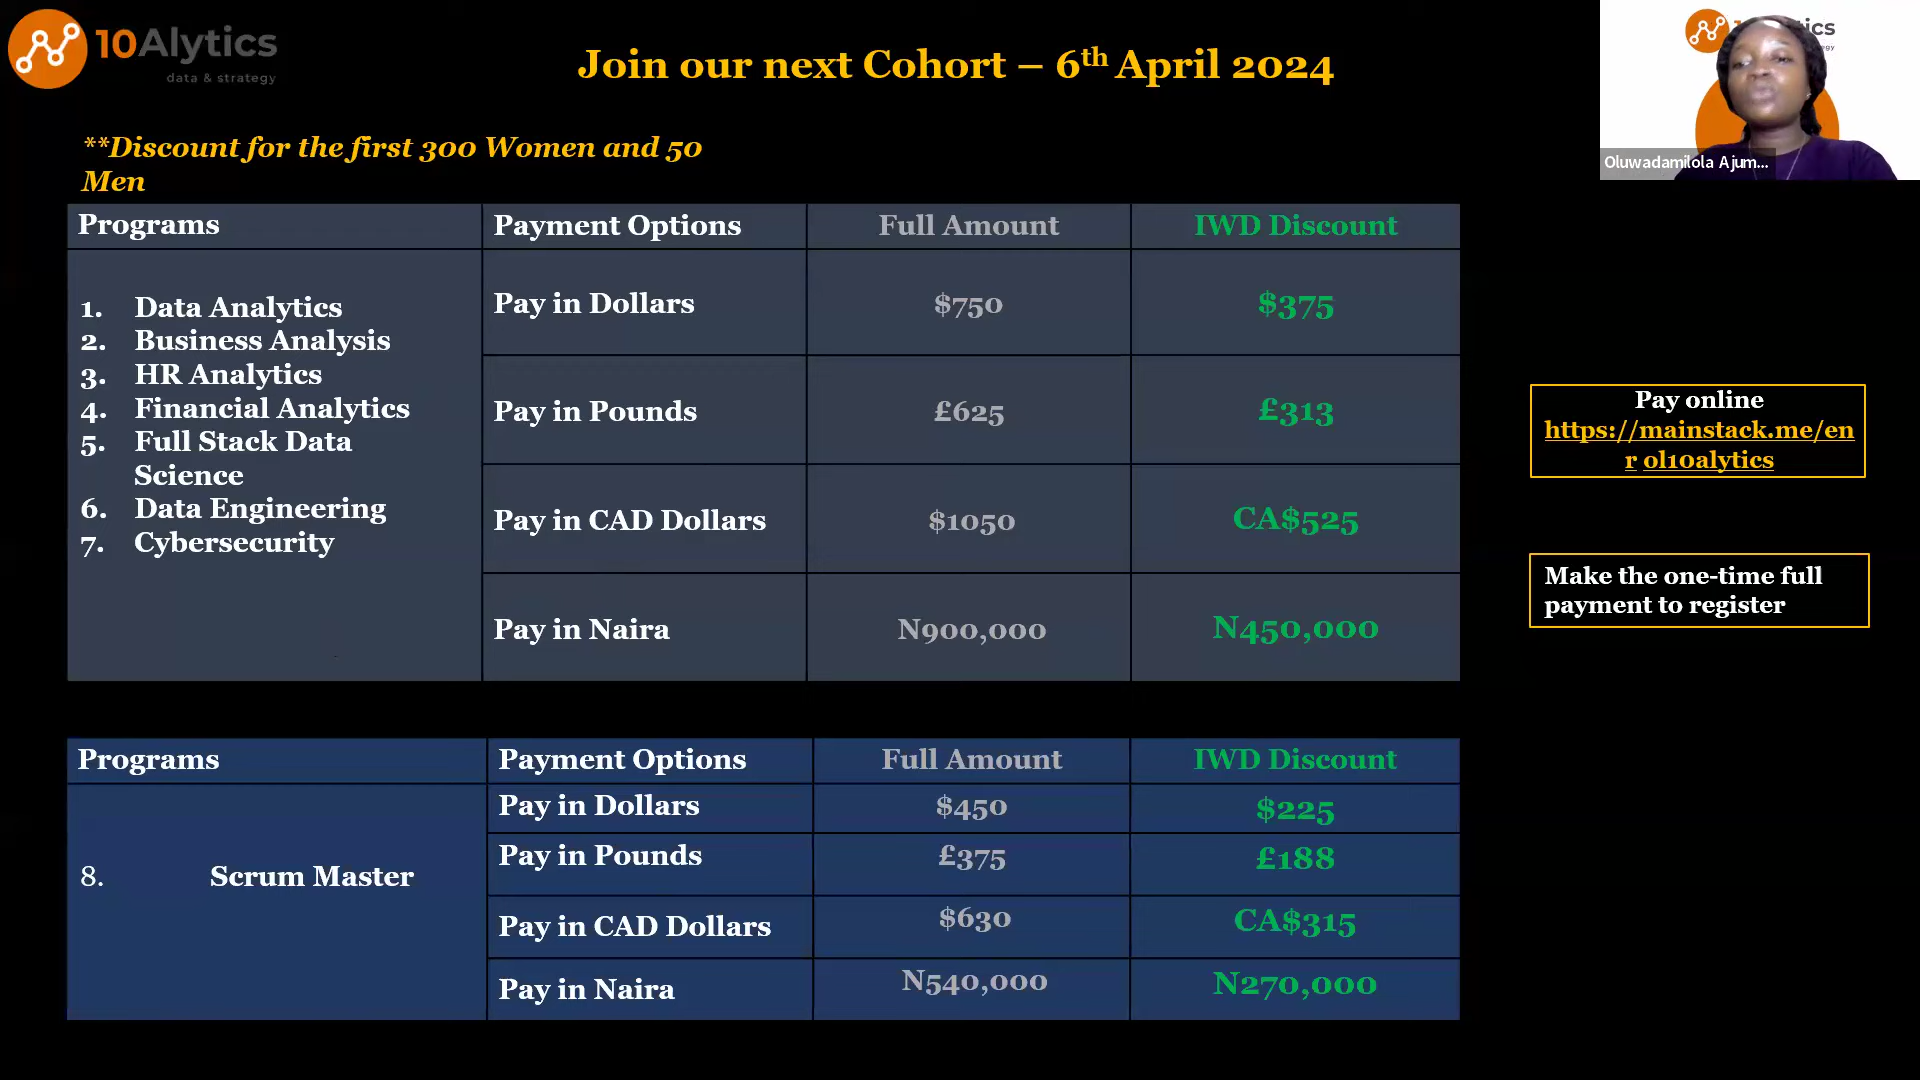 10Alytics
data & strategy
Join our next Cohort – 6th April 2024
ics
gy
Oluwadamilola Ajum...
**Discount for the first 300 Women and 50
Men
Programs
Payment Options
Full Amount
IWD Discount
1. Data Analytics
2. Business Analysis
3. HR Analytics
4. Financial Analytics
5. Full Stack Data
Science
6. Data Engineering
7. Cybersecurity
Pay in Dollars
$750
$375
Pay in Pounds
£625
£313
Pay in CAD Dollars
$1050
CA$525
Pay in Naira
N900,000
N450,000
Pay online
https://mainstack.me/en
r ol10alytics
Make the one-time full
payment to register
Programs
Payment Options
Full Amount
IWD Discount
8. Scrum Master
Pay in Dollars
$450
$225
Pay in Pounds
£375
£188
Pay in CAD Dollars
$630
CA$315
Pay in Naira
N540,000
N270,000